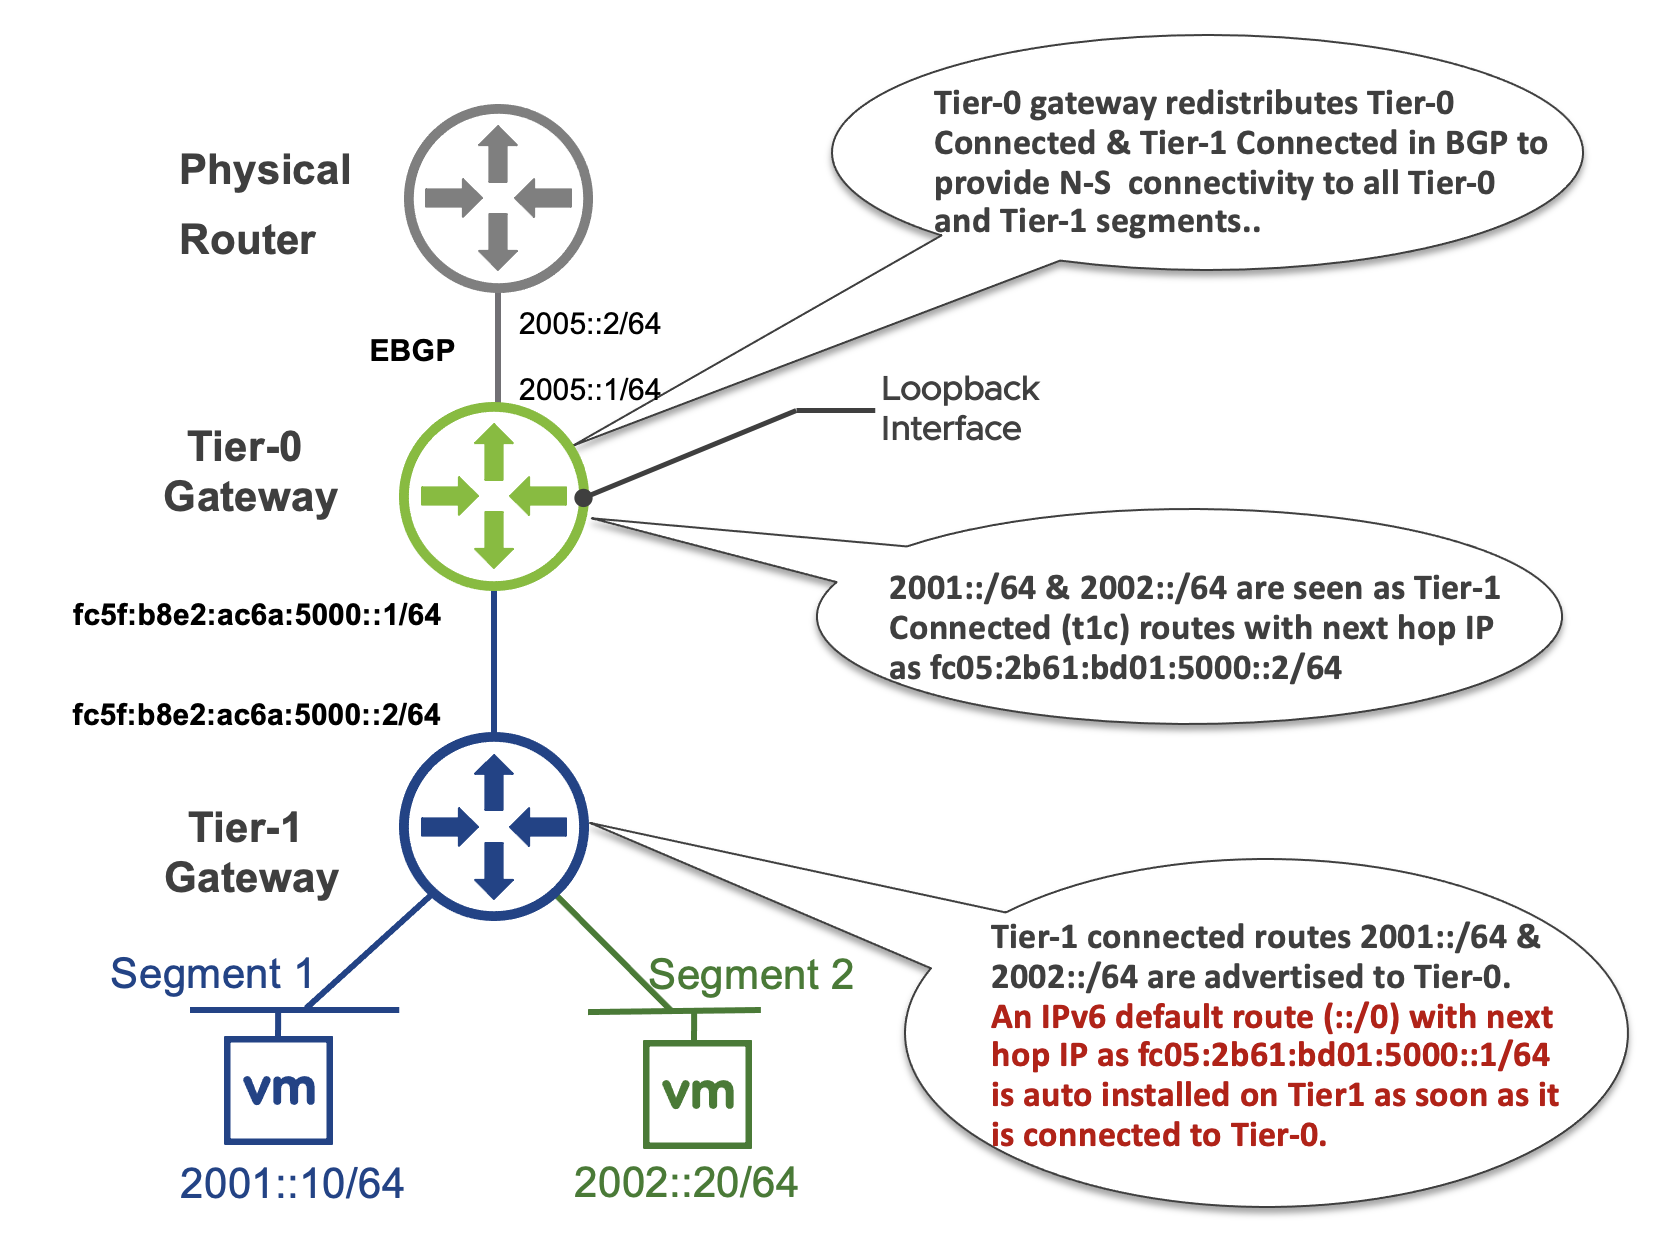 Tier-0 gateway redistributes Tier-0
Connected & Tier-1 Connected in BGP to
provide N-S  connectivity to all Tier-0
and Tier-1 segments..
Physical
Router
2005::2/64
EBGP
2005::1/64
Loopback
Interface
Tier-0
Gateway
2001::/64 & 2002::/64 are seen as Tier-1
Connected (t1c) routes with next hop IP
as fc05:2b61:bd01:5000::2/64
fc5f:b8e2:ac6a:5000::1/64
fc5f:b8e2:ac6a:5000::2/64
Tier-1
Gateway
Tier-1 connected routes 2001::/64 &
2002::/64 are advertised to Tier-0.
An IPv6 default route (::/0) with next
hop IP as fc05:2b61:bd01:5000::1/64
is auto installed on Tier1 as soon as it
is connected to Tier-0.
Segment 1
Segment 2
vm
vm
2001::10/64
2002::20/64